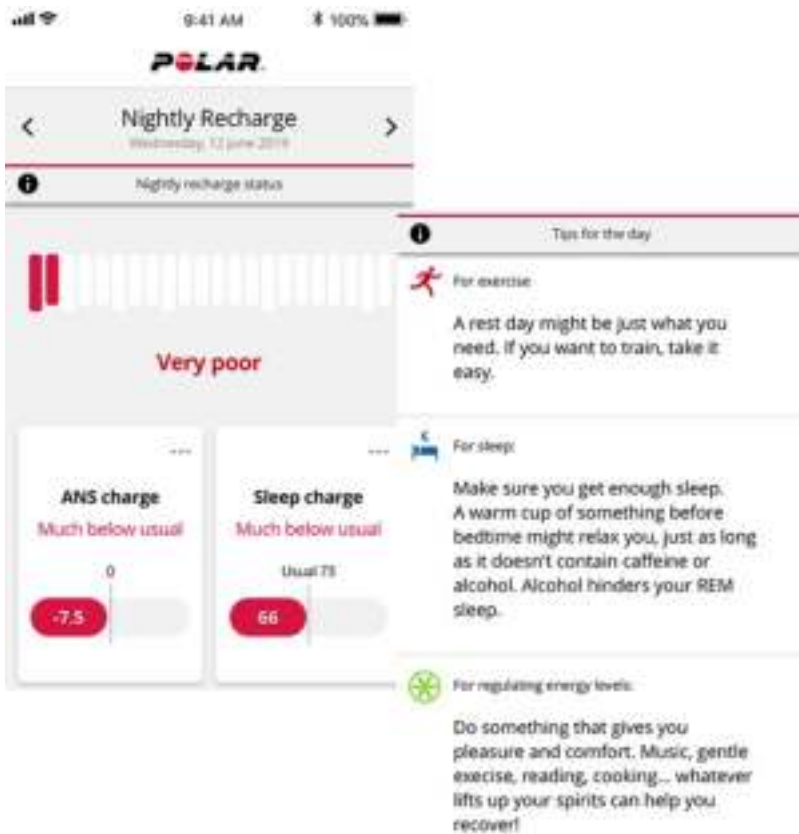 9:41 AM
100%
POLAR
Nightly Recharge
Wednesday, 12 June 2019
Nightly recharge status
Very poor
ANS charge
Much below usual
0
-7.5
Sleep charge
Much below usual
Usual 73
66
Tips for the day
For exercise
A rest day might be just what you
need. If you want to train, take it
easy.
For sleep:
Make sure you get enough sleep.
A warm cup of something before
bedtime might relax you, just as long
as it doesn't contain caffeine or
alcohol. Alcohol hinders your REM
sleep.
For regulating energy levels:
Do something that gives you
pleasure and comfort. Music, gentle
execise, reading, cooking... whatever
lifts up your spirits can help you
recover!